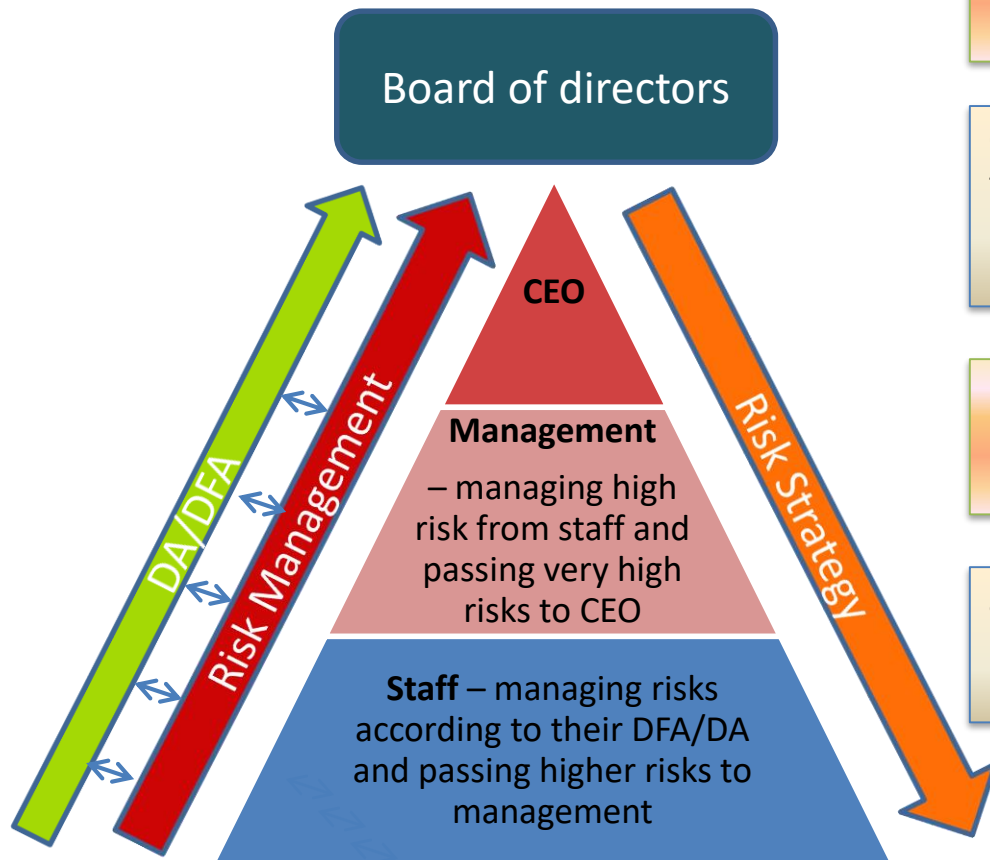 Board of directors
CEO
DA/DFA
Risk Management
Risk Strategy
Management
– managing high
risk from staff and
passing very high
risks to CEO
Staff – managing risks
according to their DFA/DA
and passing higher risks to
management